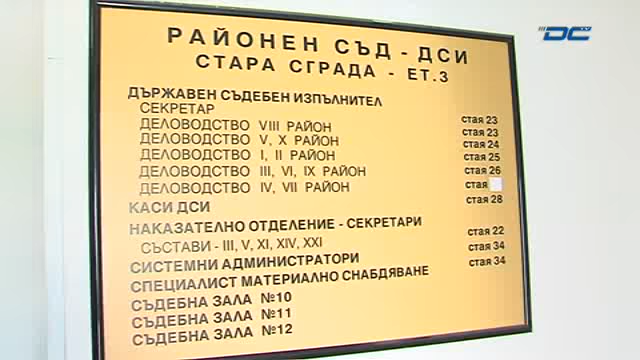 РАЙОНЕН СЪД - ДСИ
СТАРА СГРАДА - ЕТ.3
ДЪРЖАВЕН СЪДЕБЕН ИЗПЪЛНИТЕЛ
СЕКРЕТАР стая 23
ДЕЛОВОДСТВО VIII РАЙОН стая 23
ДЕЛОВОДСТВО V, X РАЙОН стая 24
ДЕЛОВОДСТВО I, II РАЙОН стая 25
ДЕЛОВОДСТВО III, VI, IX РАЙОН стая 26
ДЕЛОВОДСТВО IV, VII РАЙОН стая
КАСИ ДСИ стая 28
НАКАЗАТЕЛНО ОТДЕЛЕНИЕ - СЕКРЕТАРИ
СЪСТАВИ - III, V, XI, XIV, XXI стая 22
СИСТЕМНИ АДМИНИСТРАТОРИ стая 34
СПЕЦИАЛИСТ МАТЕРИАЛНО СНАБДЯВАНЕ стая 34
СЪДЕБНА ЗАЛА №10
СЪДЕБНА ЗАЛА №11
СЪДЕБНА ЗАЛА №12
DC